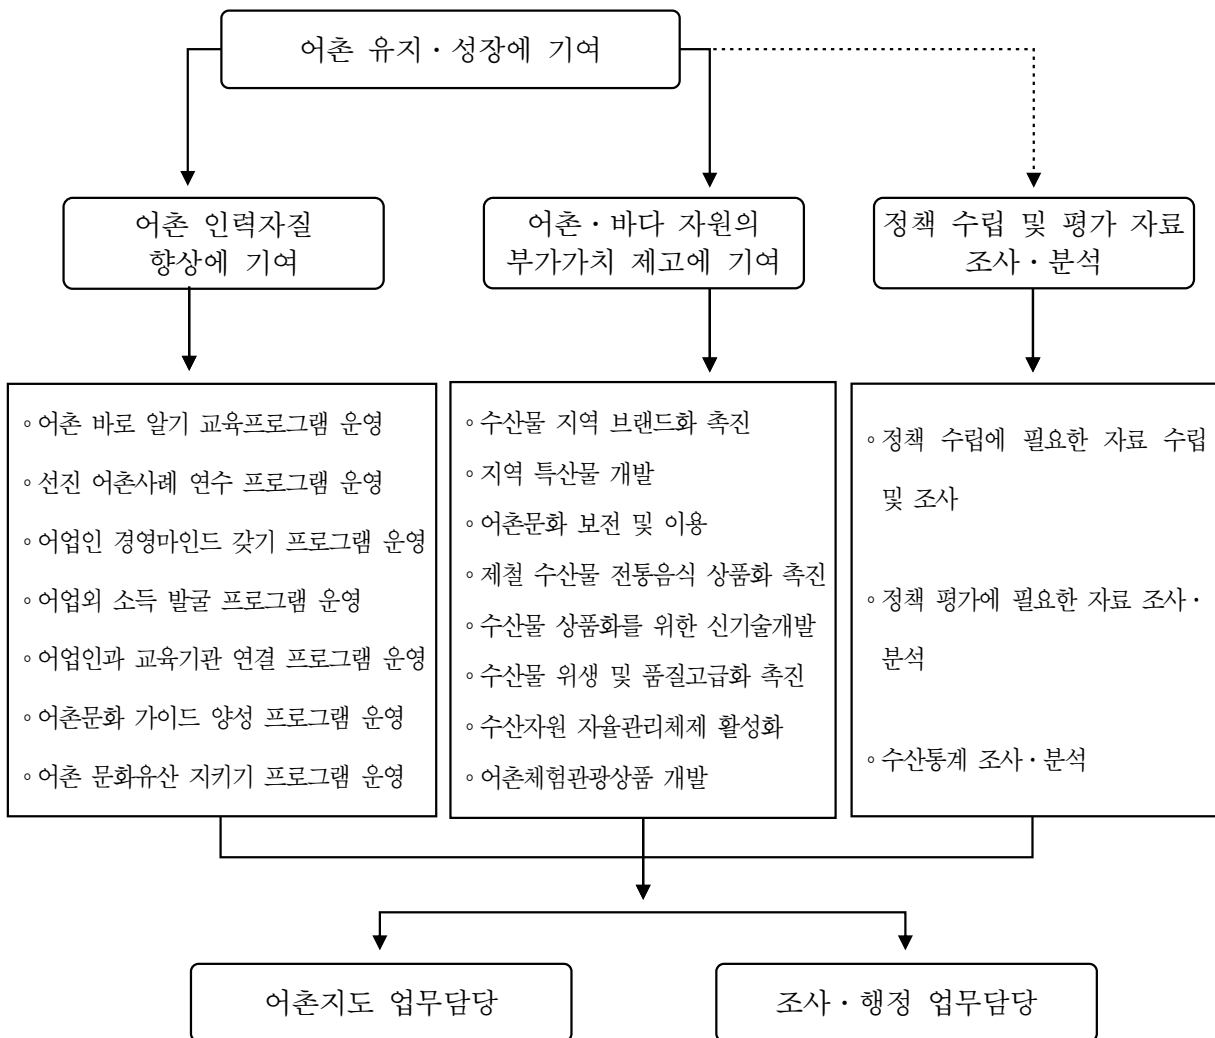 어촌 유지·성장에 기여
어촌 인력자질
향상에 기여
어촌·바다 자원의
부가가치 제고에 기여
정책 수립 및 평가 자료
조사·분석
◦어촌 바로 알기 교육프로그램 운영
◦선진 어촌사례 연수 프로그램 운영
◦어업인 경영마인드 갖기 프로그램 운영
◦어업외 소득 발굴 프로그램 운영
◦어업인과 교육기관 연결 프로그램 운영
◦어촌문화 가이드 양성 프로그램 운영
◦어촌 문화유산 지키기 프로그램 운영
◦수산물 지역 브랜드화 촉진
◦지역 특산물 개발
◦어촌문화 보전 및 이용
◦제철 수산물 전통음식 상품화 촉진
◦수산물 상품화를 위한 신기술개발
◦수산물 위생 및 품질고급화 촉진
◦수산자원 자율관리체제 활성화
◦어촌체험관광상품 개발
◦정책 수립에 필요한 자료 수립
및 조사
◦정책 평가에 필요한 자료 조사·
분석
◦수산통계 조사·분석
어촌지도 업무담당
조사·행정 업무담당